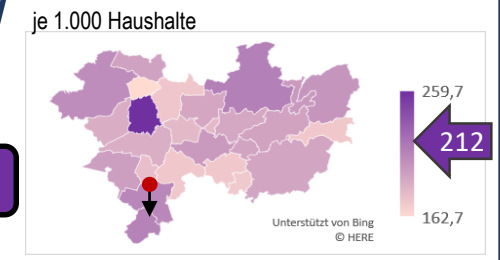 je 1.000 Haushalte
259,7
212
162,7
Unterstützt von Bing
© HERE